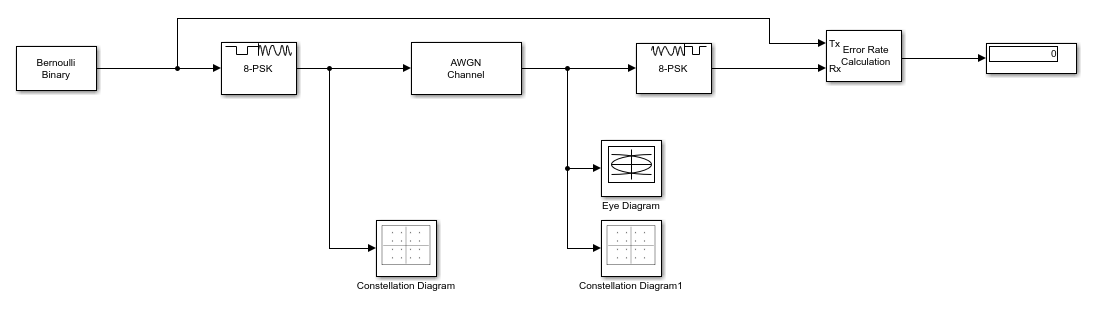 Bernoulli
Binary
8-PSK
AWGN
Channel
8-PSK
Tx
Rx
Error Rate
Calculation
0
Eye Diagram
Constellation Diagram
Constellation Diagram1